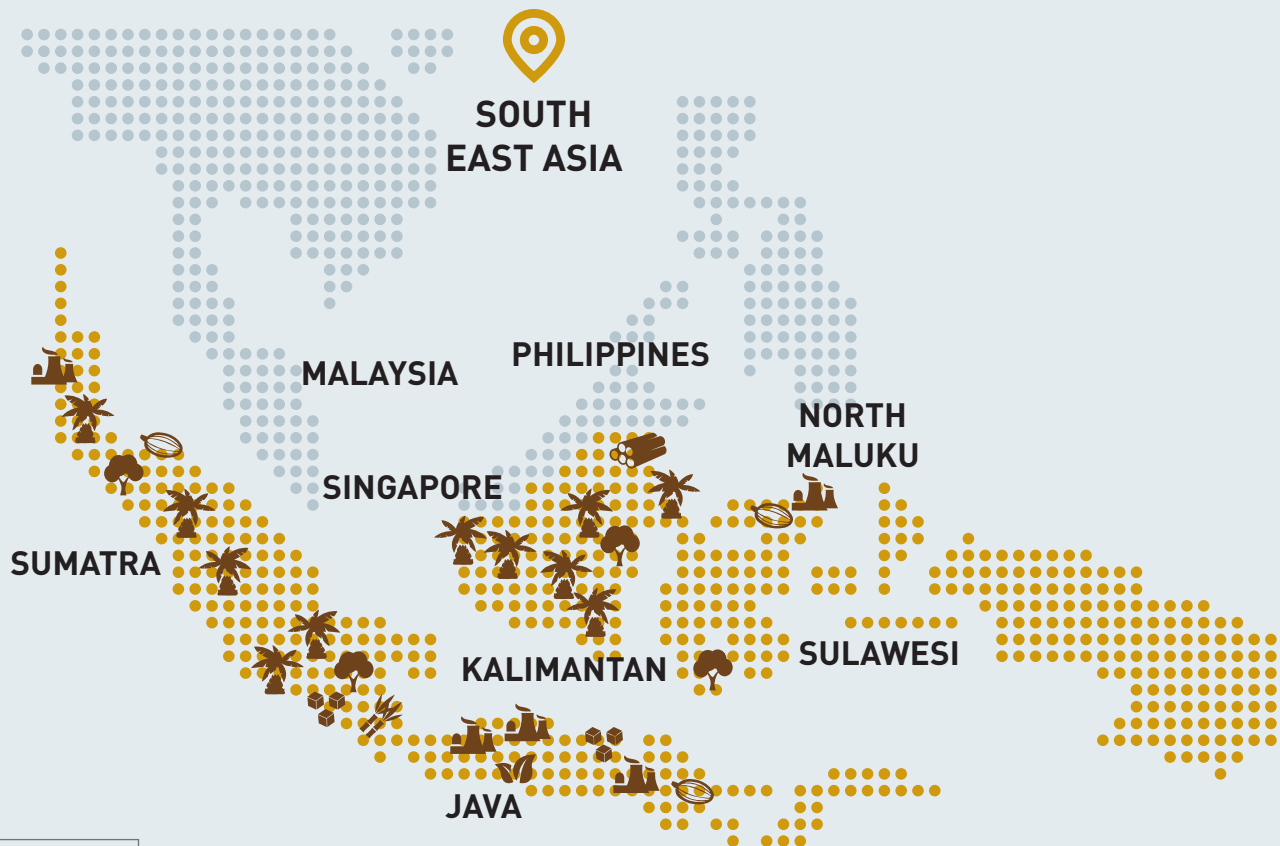 SOUTH
EAST ASIA
PHILIPPINES
MALAYSIA
NORTH
MALUKU
SINGAPORE
SUMATRA
SULAWESI
KALIMANTAN
JAVA